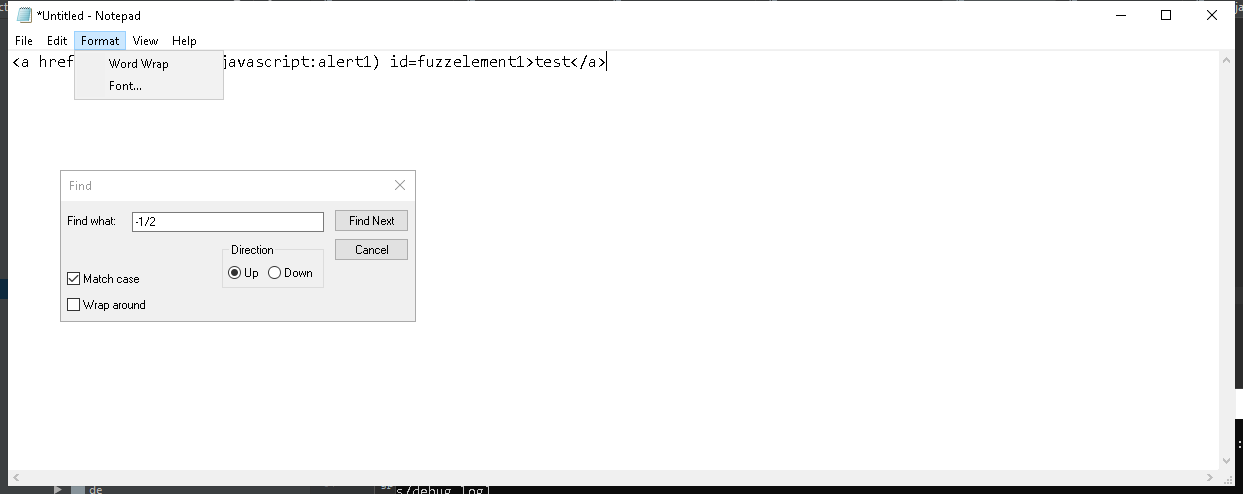 *Untitled - Notepad
File Edit Format View Help
<a href javascript:alert1) id=fuzzelement1>test</a>
Word Wrap
Font...
Find
Find what: -1/2 Find Next
Direction Cancel
Up Down
Match case
Wrap around
de s/debug.log]